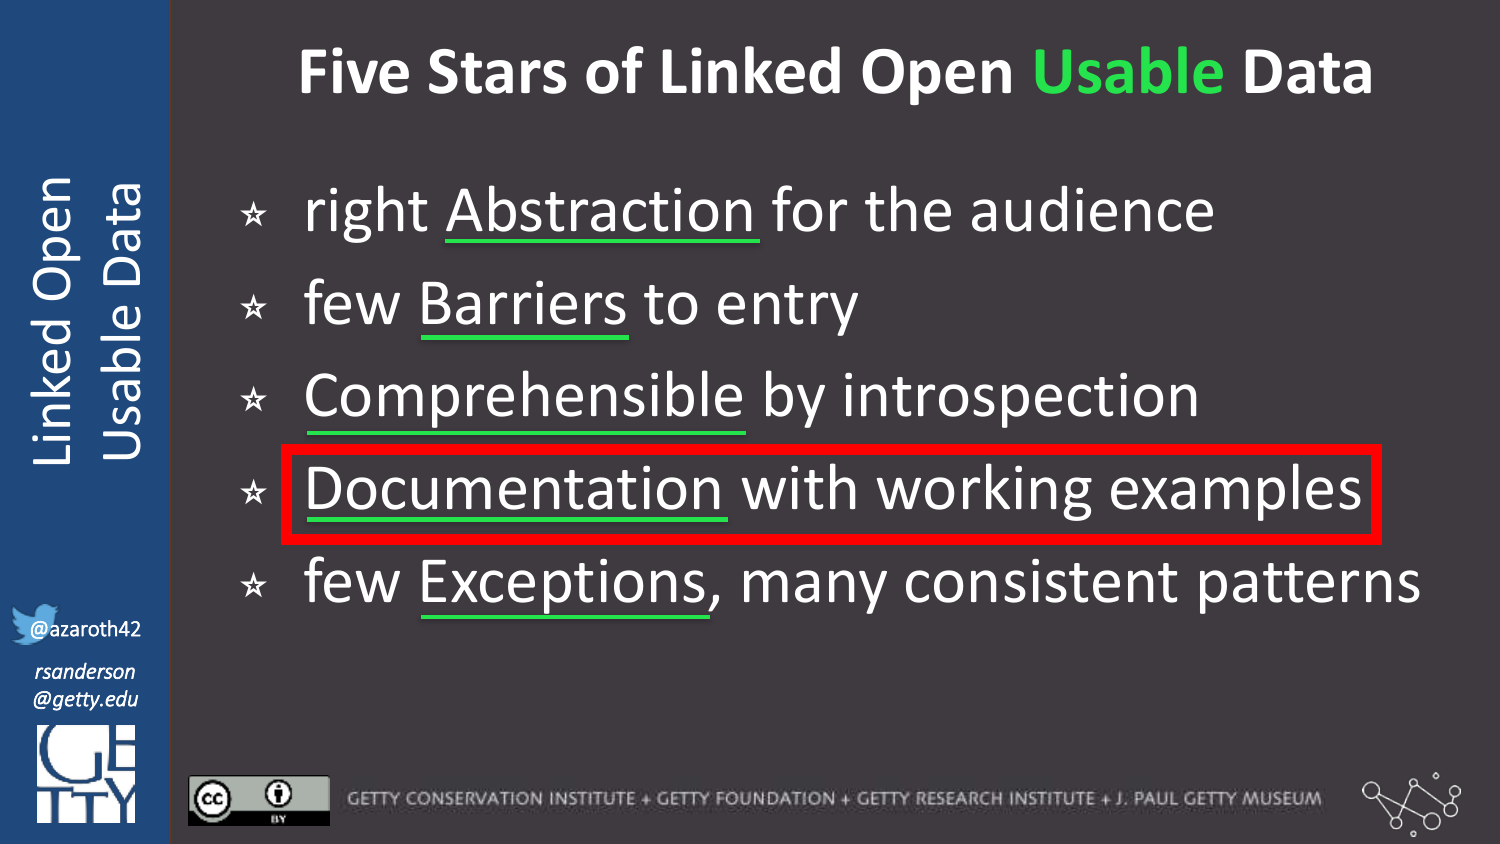 Five Stars of Linked Open Usable Data
Linked Open
Usable Data
☆ right Abstraction for the audience
☆ few Barriers to entry
☆ Comprehensible by introspection
☆ Documentation with working examples
☆ few Exceptions, many consistent patterns
@azaroth42
rsanderson
@getty.edu
GE
TTY
cc
BY
GETTY CONSERVATION INSTITUTE + GETTY FOUNDATION + GETTY RESEARCH INSTITUTE + J. PAUL GETTY MUSEUM